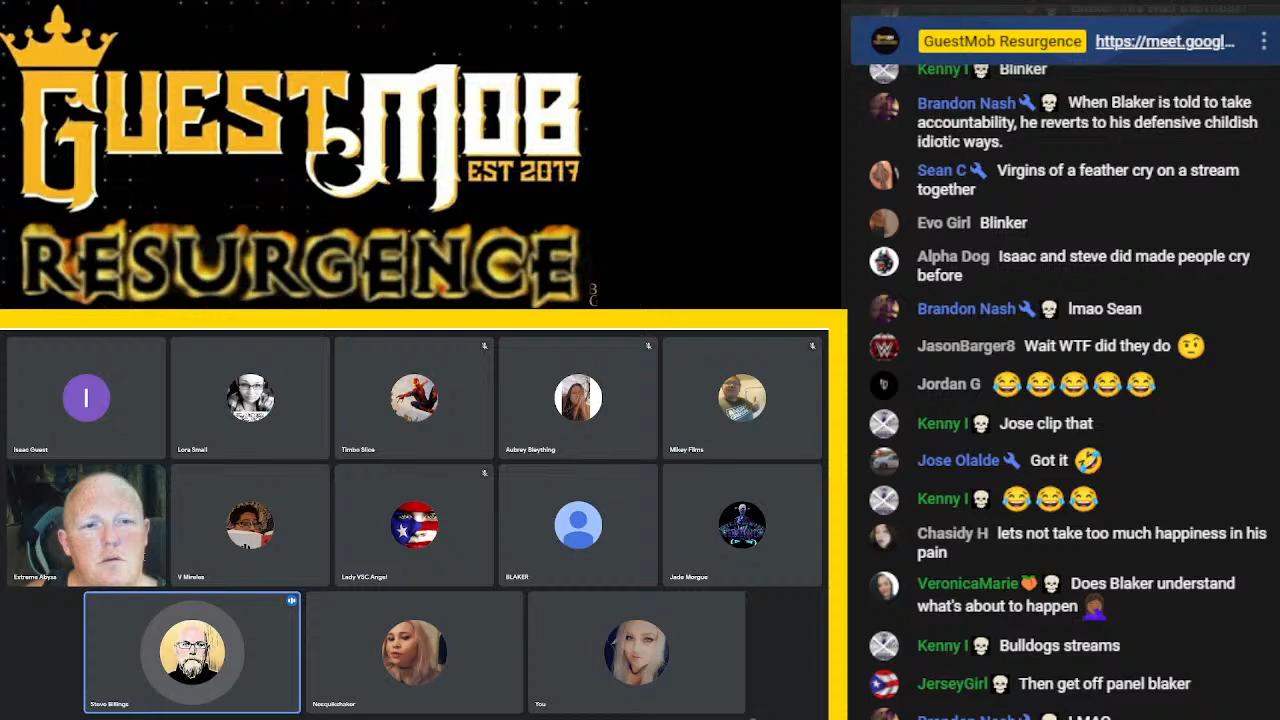 GUESTMOB
EST 2017
RESURGENCE
B
G
I
Isaac Guest
Lora Small
Timbo Slice
Aubrey Bleything
Mikey Films
Extreme Abyss
V Mireles
Lady VSC Angel
BLAKER
Jade Morgue
Steve Billings
Nesquikshaker
You
GuestMob Resurgence https://meet.googl...
Kenny I 💀 Blinker
Brandon Nash 🔧 💀 When Blaker is told to take
accountability, he reverts to his defensive childish
idiotic ways.
Sean C 🔧 Virgins of a feather cry on a stream
together
Evo Girl Blinker
Alpha Dog Isaac and steve did made people cry
before
Brandon Nash 🔧 💀 lmao Sean
JasonBarger8 Wait WTF did they do 🤨
Jordan G 😂😂😂😂😂
Kenny I 💀 Jose clip that
Jose Olalde 🔧 Got it 🤣
Kenny I 💀 😂😂😂
Chasidy H lets not take too much happiness in his
pain
VeronicaMarie🍑 💀 Does Blaker understand
what's about to happen 🤦🏾‍♀️
Kenny I 💀 Bulldogs streams
JerseyGirl 💀 Then get off panel blaker
Brandon Nash 🔧 💀 LMAO